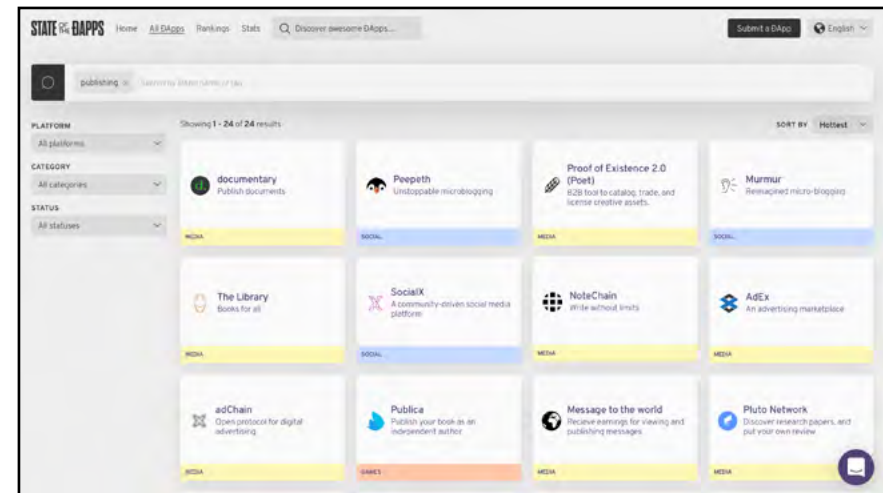 STATE OF THE ĐAPPS Home All ĐApps Rankings Stats Discover awesome ĐApps... Submit a ĐApp English
publishing
PLATFORM
All platforms
CATEGORY
All categories
STATUS
All statuses
Showing 1 - 24 of 24 results
SORT BY Hottest
documentary
Publish documents
MEDIA
Peepeth
Unstoppable microblogging
SOCIAL
Proof of Existence 2.0
(Poet)
B2B tool to catalog, trade, and
license creative assets.
MEDIA
Murmur
Reimagined micro-blogging
SOCIAL
The Library
Books for all
MEDIA
SocialX
A community-driven social media
platform
SOCIAL
NoteChain
Write without limits
MEDIA
AdEx
An advertising marketplace
MEDIA
adChain
Open protocol for digital
advertising
MEDIA
Publica
Publish your book as an
independent author
GAMES
Message to the world
Recieve earnings for viewing and
publishing messages
MEDIA
Pluto Network
Discover research papers, and
put your own review
MEDIA